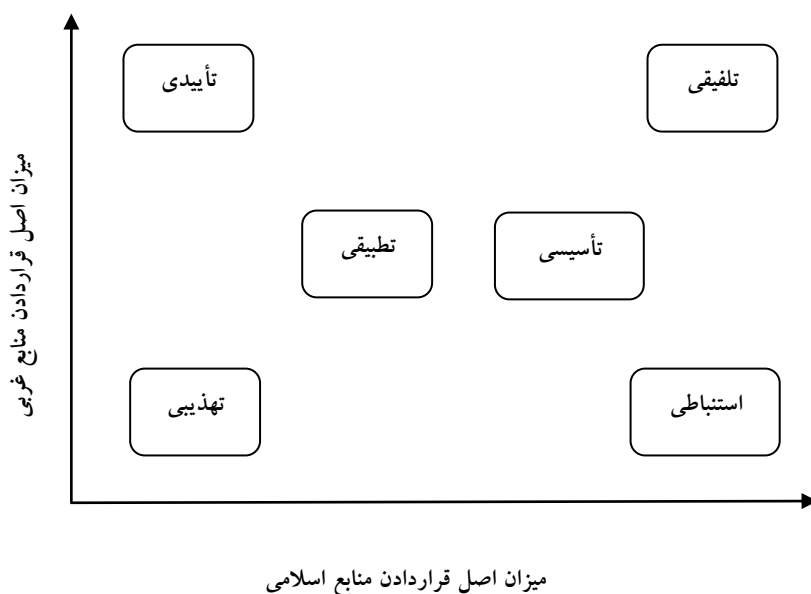 تأییدی
تلفیقی
میزان اصل قراردادن منابع غربی
تطبیقی
تأسیسی
تهذیبی
استنباطی
میزان اصل قراردادن منابع اسلامی